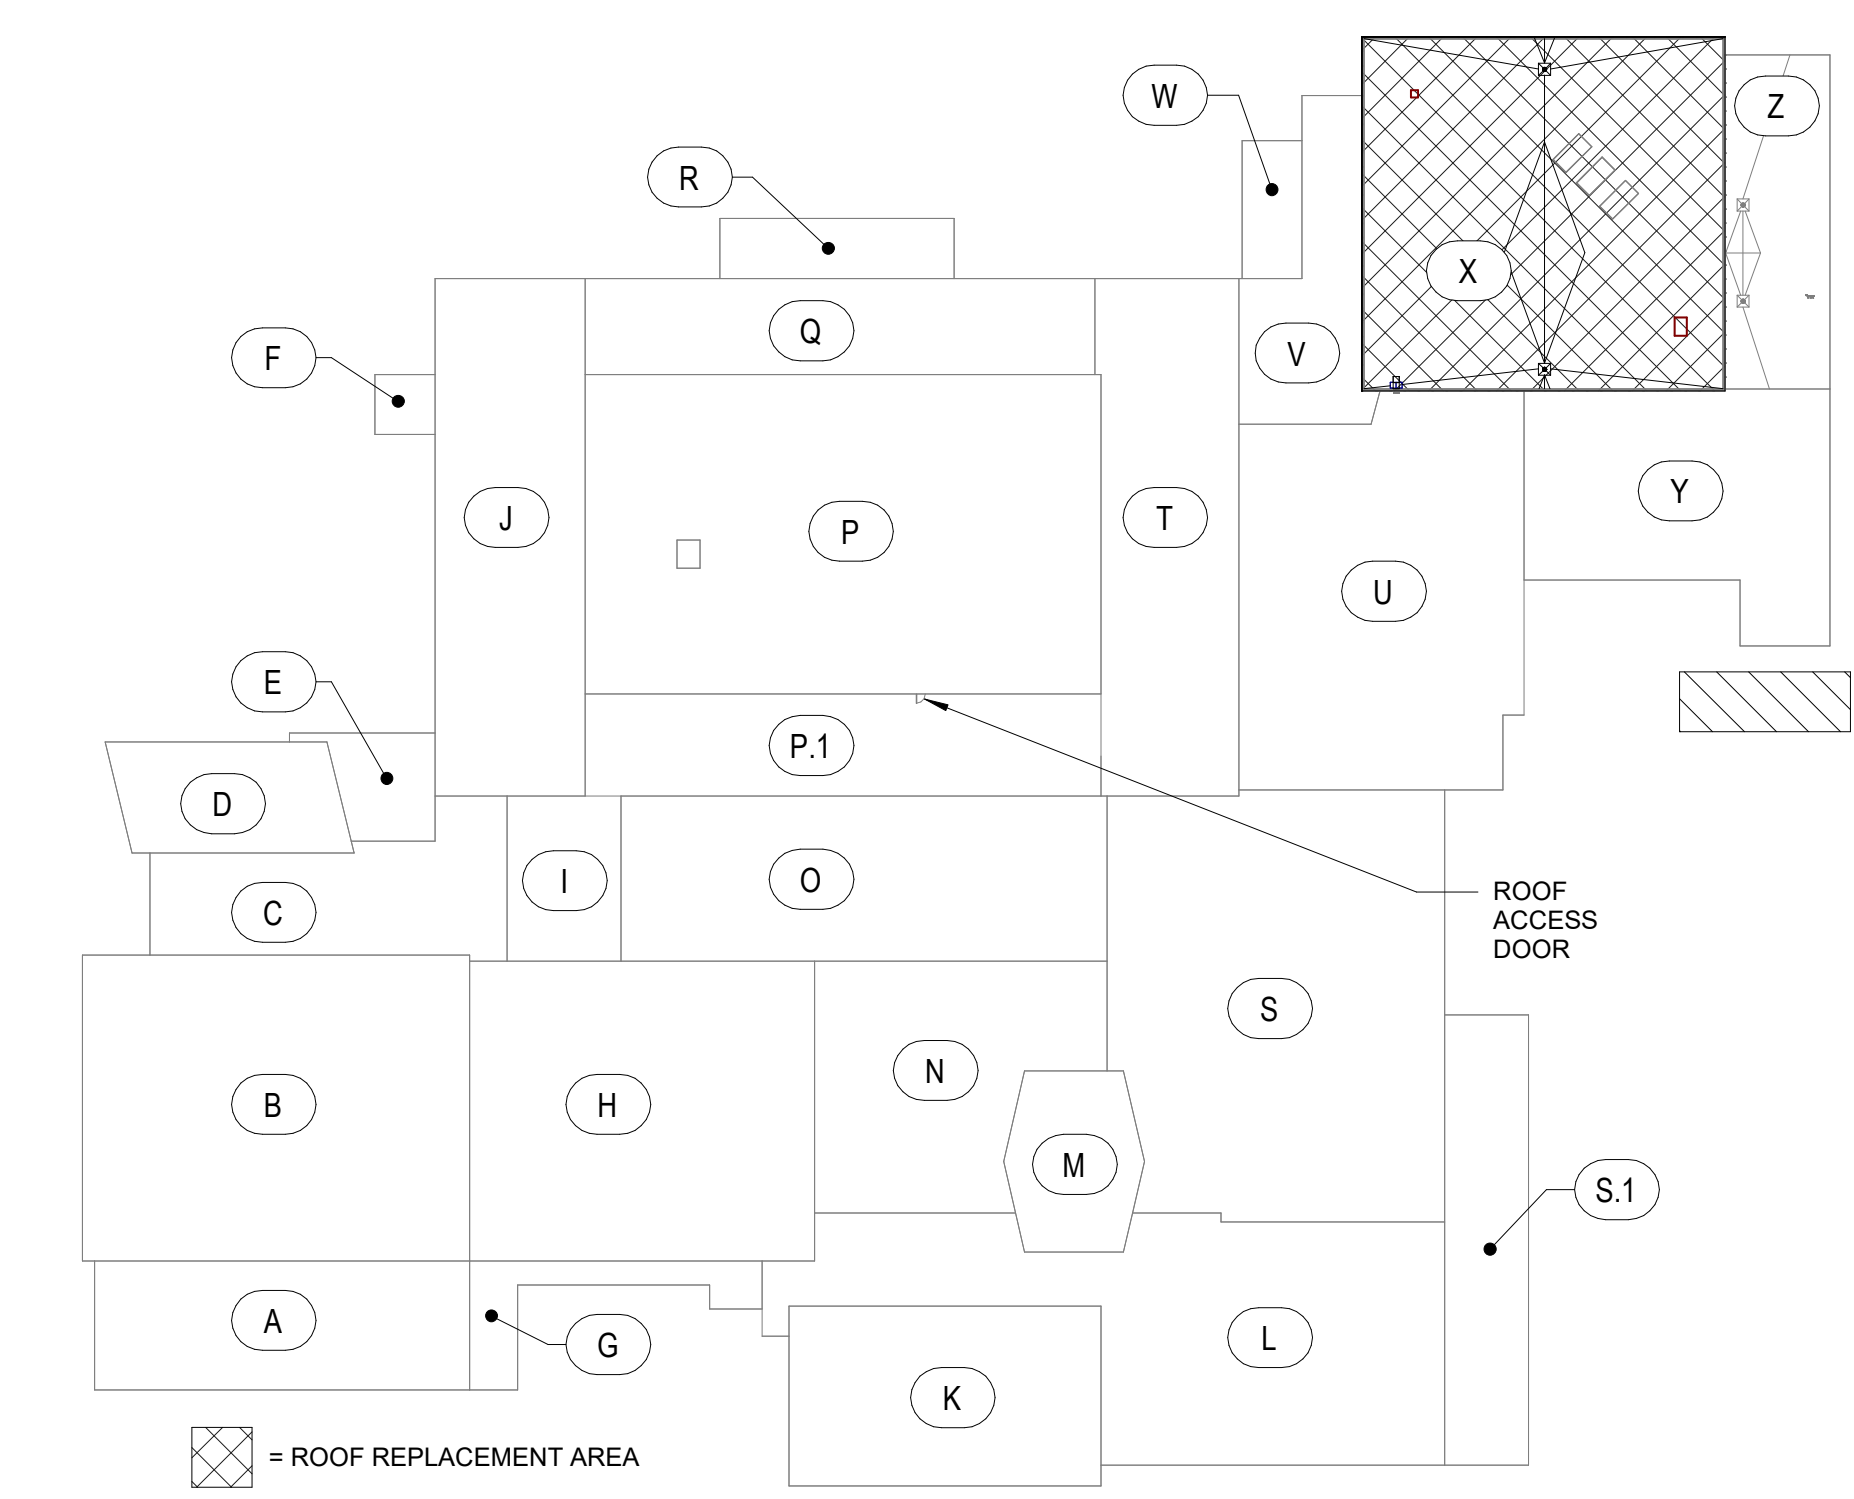 W
Z
R
X
Q
F
V
J
P
T
Y
U
E
P.1
D
I
O
C
ROOF
ACCESS
DOOR
S
N
B
H
M
S.1
A
G
L
K
= ROOF REPLACEMENT AREA